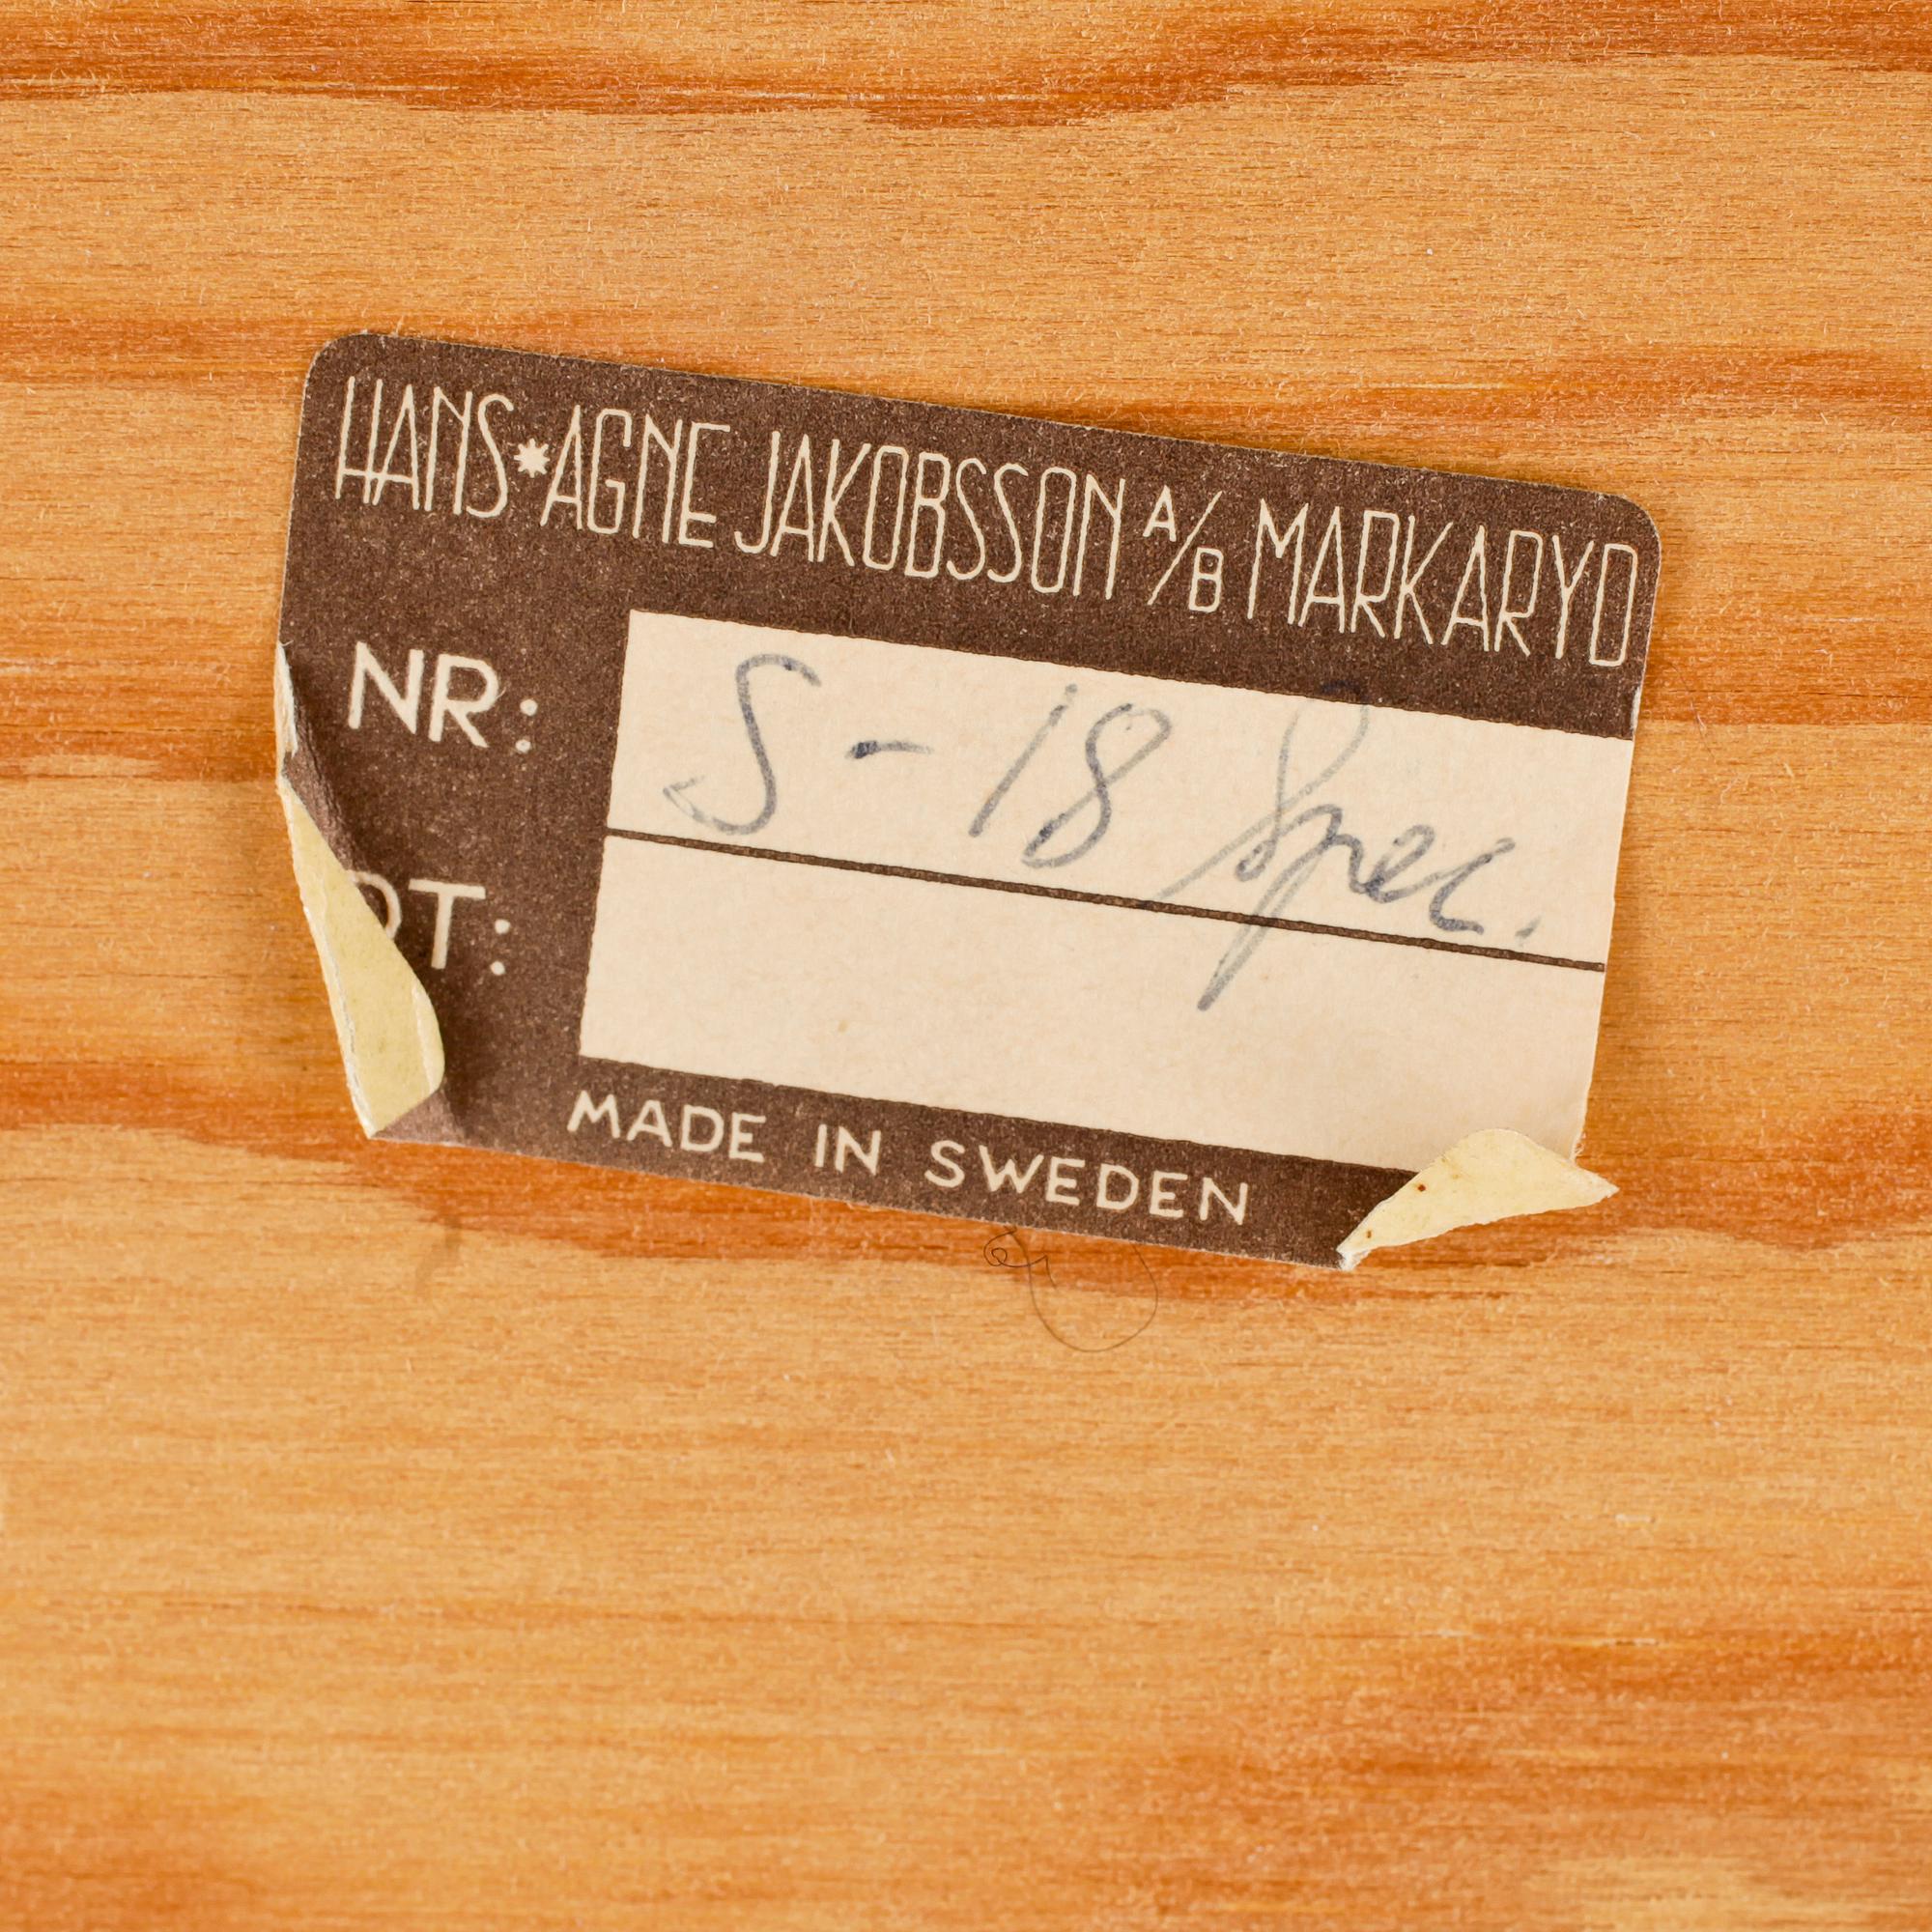 HANS*AGNE JAKOBSSON A/B MARKARYD
NR: S-18 Spec.
MADE IN SWEDEN